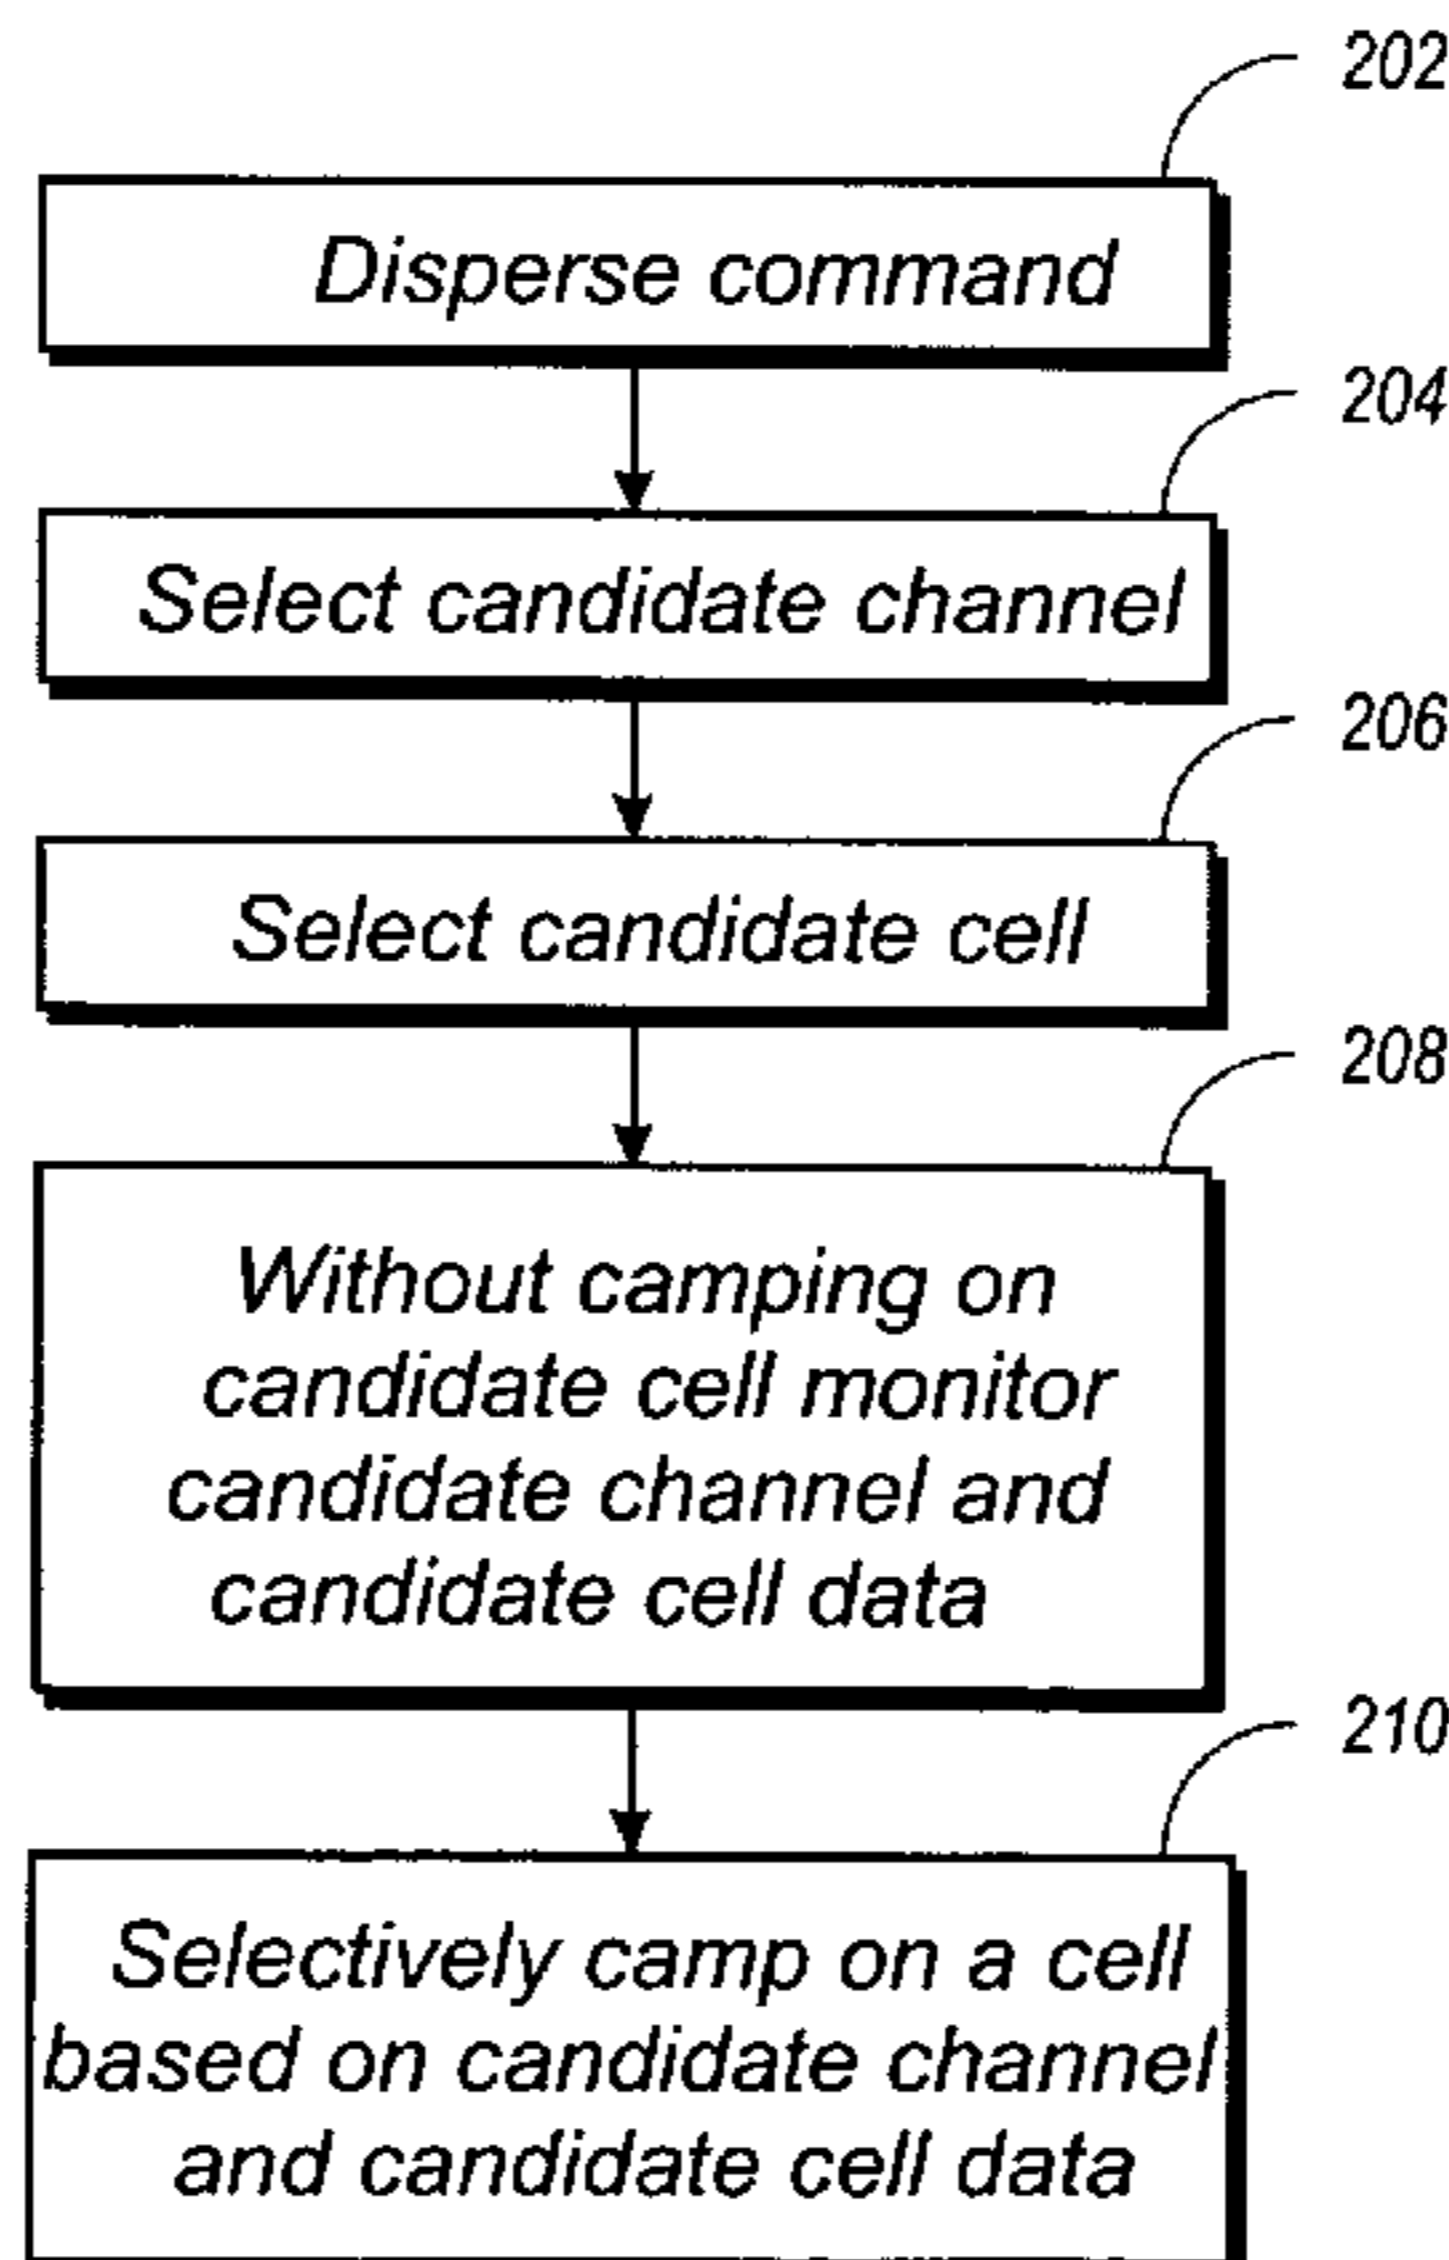 202
Disperse command
204
Select candidate channel
206
Select candidate cell
208
Without camping on
candidate cell monitor
candidate channel and
candidate cell data
210
Selectively camp on a cell
based on candidate channel
and candidate cell data